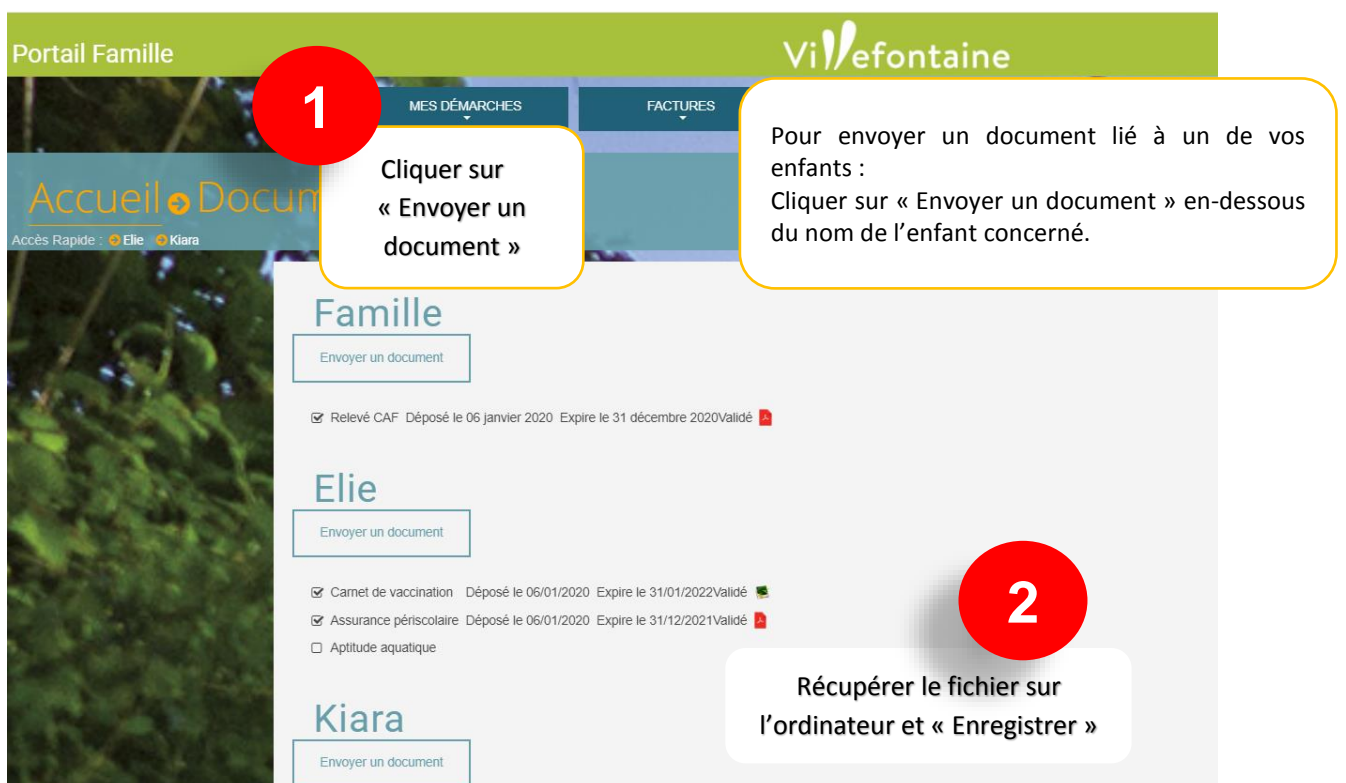 Portail Famille
Villefontaine
1
MES DÉMARCHES
FACTURES
Pour envoyer un document lié à un de vos
enfants :
Cliquer sur « Envoyer un document » en-dessous
du nom de l’enfant concerné.
Cliquer sur
« Envoyer un
document »
Accueil
Accès Rapide : Elie Kiara
Famille
Envoyer un document
Relevé CAF Déposé le 06 janvier 2020 Expire le 31 décembre 2020Validé
Elie
Envoyer un document
Carnet de vaccination Déposé le 06/01/2020 Expire le 31/01/2022Validé
Assurance périscolaire Déposé le 06/01/2020 Expire le 31/12/2021Validé
Aptitude aquatique
2
Récupérer le fichier sur
l’ordinateur et « Enregistrer »
Kiara
Envoyer un document